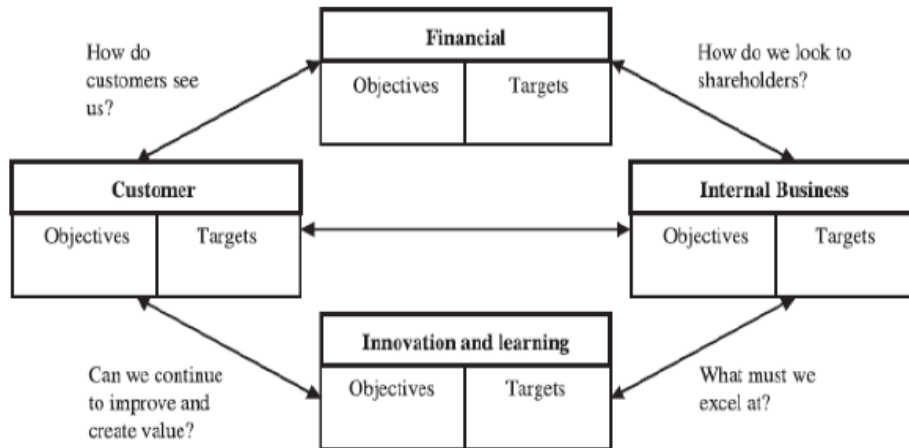 Financial
Objectives Targets
How do
customers see
us?
How do we look to
shareholders?
Customer
Objectives Targets
Internal Business
Objectives Targets
Innovation and learning
Objectives Targets
Can we continue
to improve and
create value?
What must we
excel at?